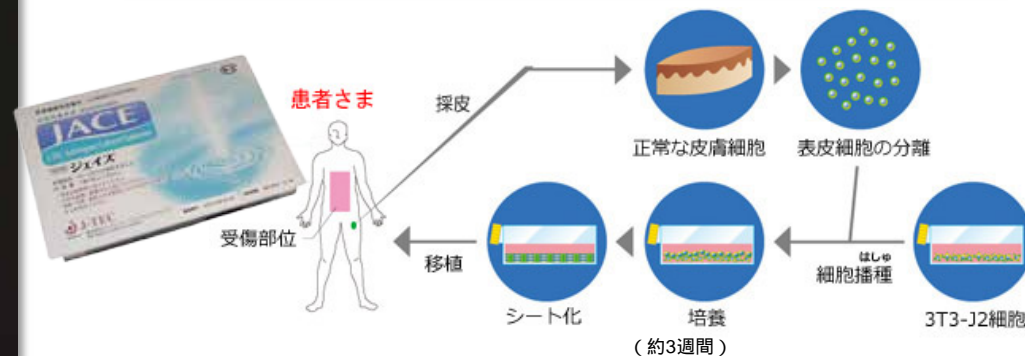 JACE
ジェイス
J-TEC
患者さま
採皮
正常な皮膚細胞
表皮細胞の分離
受傷部位
移植
シート化
培養
(約3週間)
はしゅ
細胞播種
3T3-J2細胞